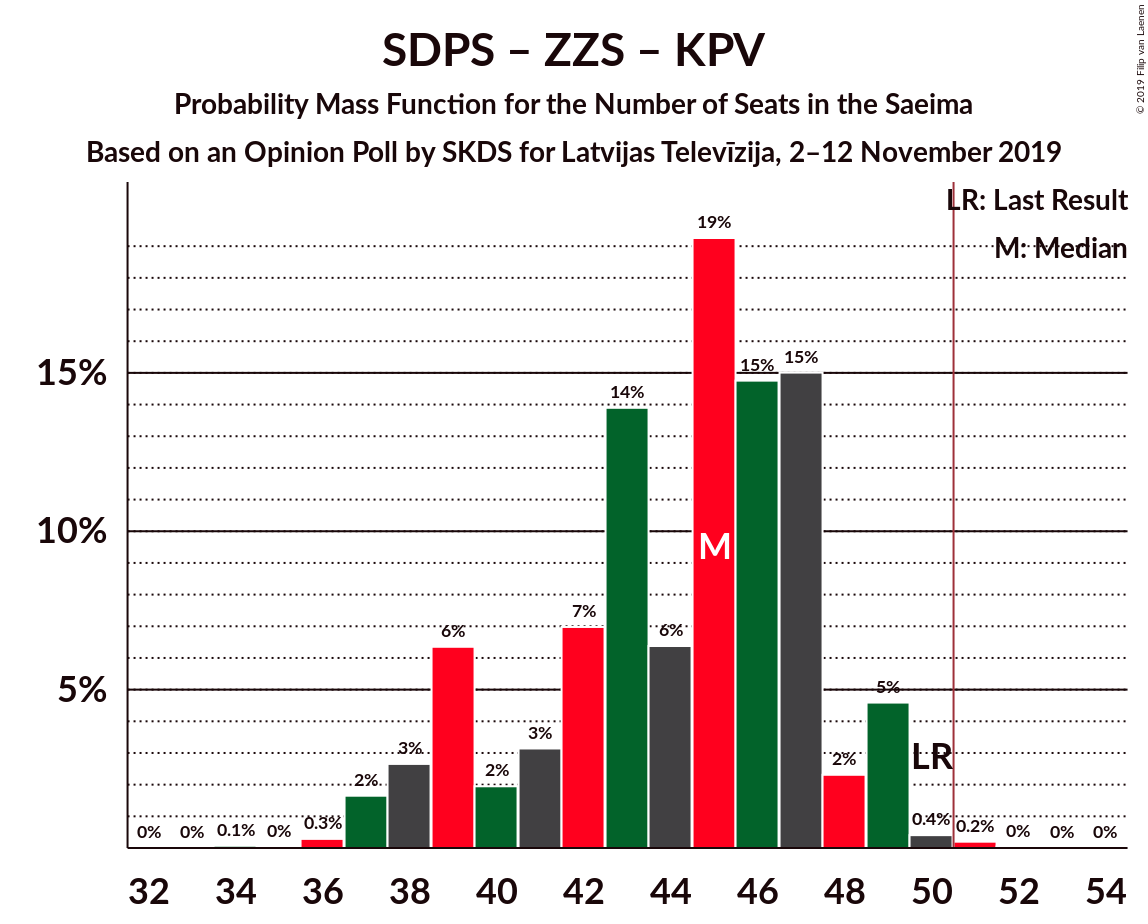 SDPS – ZZS – KPV
Probability Mass Function for the Number of Seats in the Saeima
Based on an Opinion Poll by SKDS for Latvijas Televīzija, 2–12 November 2019
© 2019 Filip van Laenen
LR: Last Result
M: Median
15%
10%
5%
0%
0%
0.1%
0%
0.3%
2%
3%
6%
2%
3%
7%
14%
6%
19%
15%
15%
2%
5%
0.4%
0.2%
0%
0%
0%
M
LR
32 34 36 38 40 42 44 46 48 50 52 54